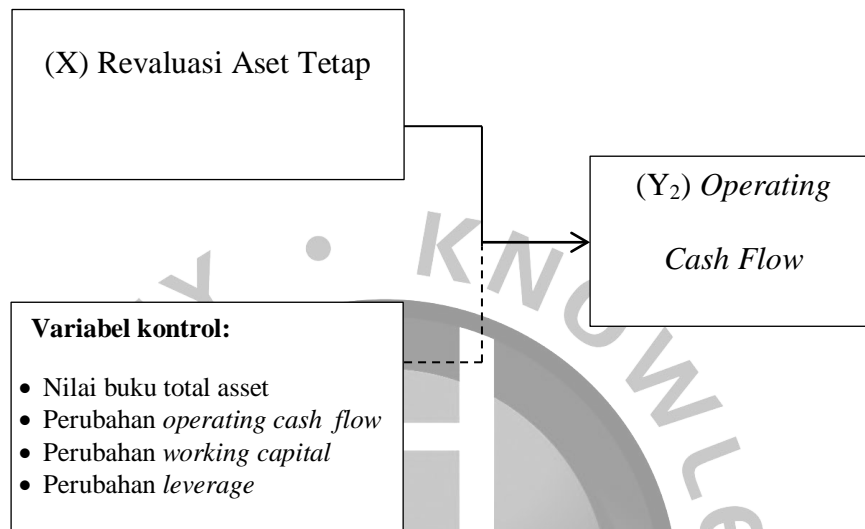 (X) Revaluasi Aset Tetap
(Y₂) Operating
Cash Flow
Variabel kontrol:
• Nilai buku total asset
• Perubahan operating cash flow
• Perubahan working capital
• Perubahan leverage
Y • KNOWLE